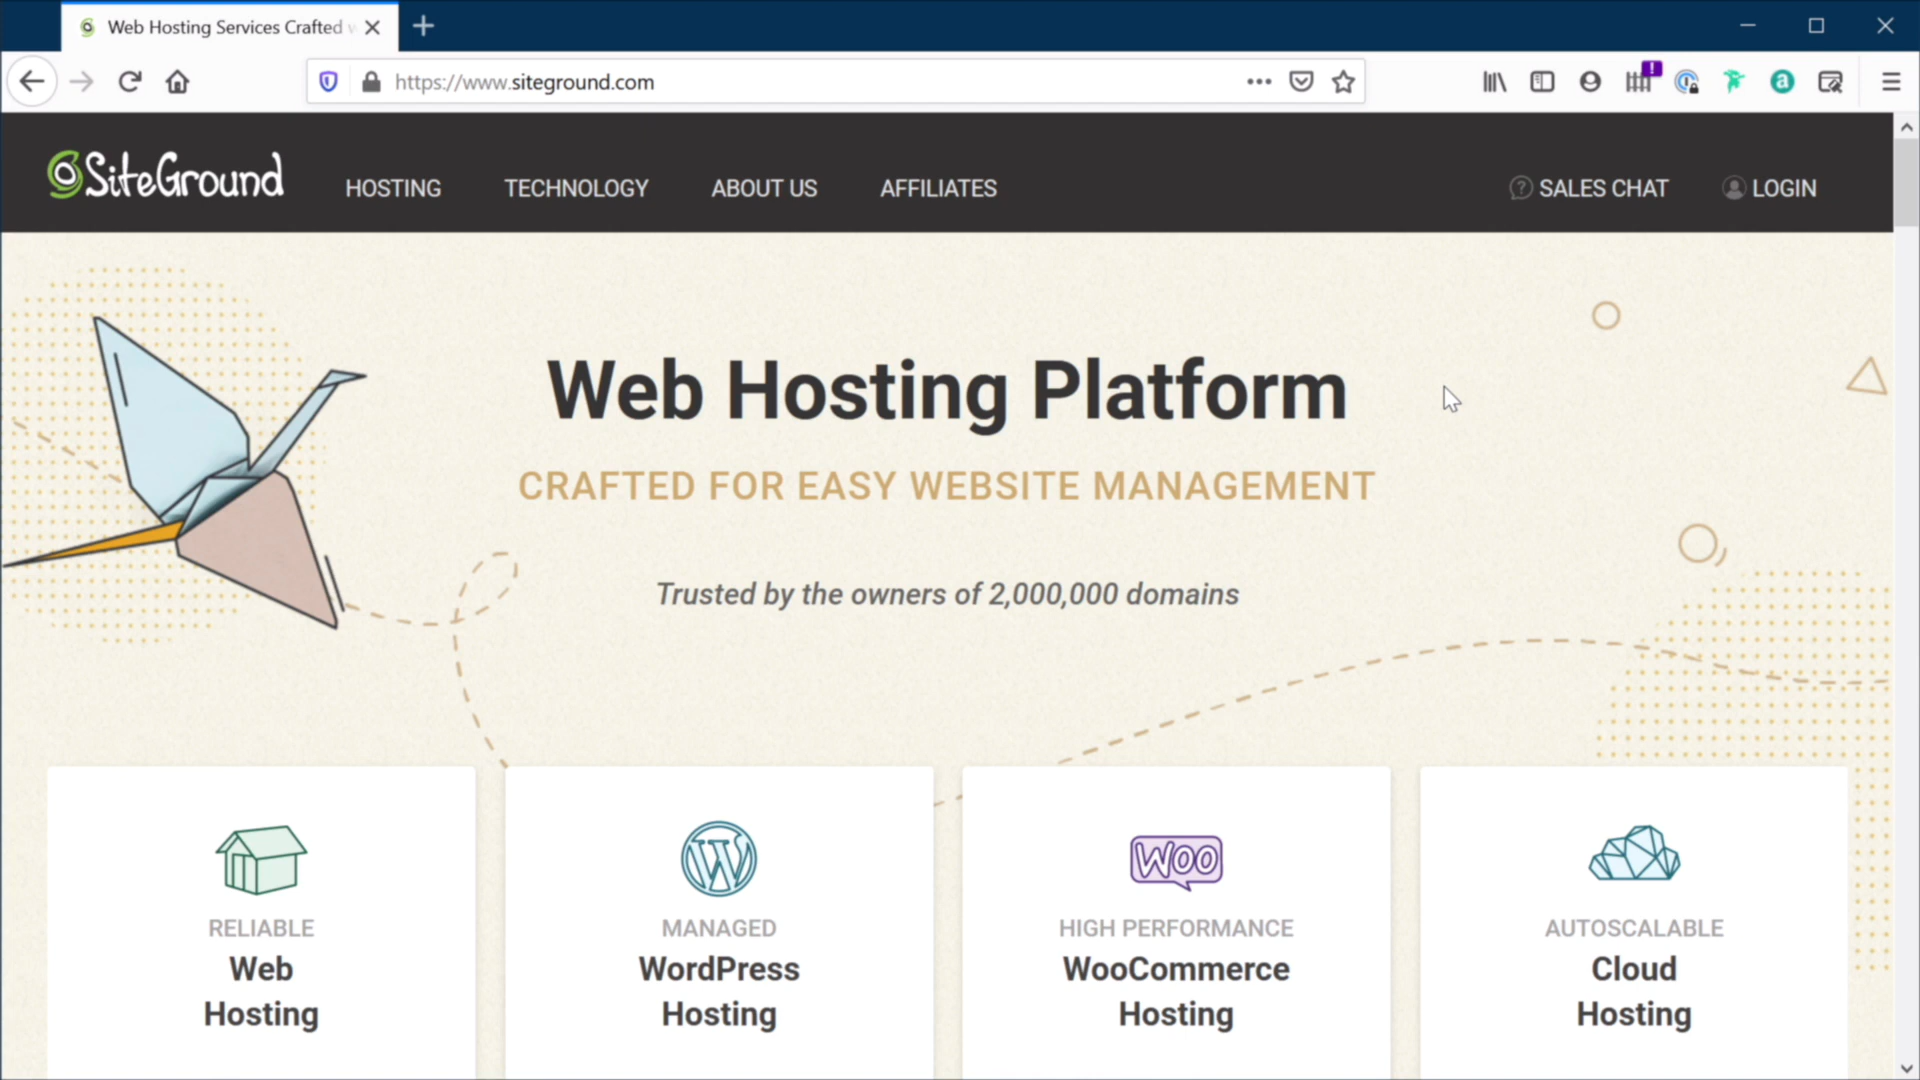 Web Hosting Services Crafted
https://www.siteground.com
SiteGround
HOSTING
TECHNOLOGY
ABOUT US
AFFILIATES
SALES CHAT
LOGIN
Web Hosting Platform
CRAFTED FOR EASY WEBSITE MANAGEMENT
Trusted by the owners of 2,000,000 domains
RELIABLE
Web
Hosting
MANAGED
WordPress
Hosting
Woo
HIGH PERFORMANCE
WooCommerce
Hosting
AUTOSCALABLE
Cloud
Hosting